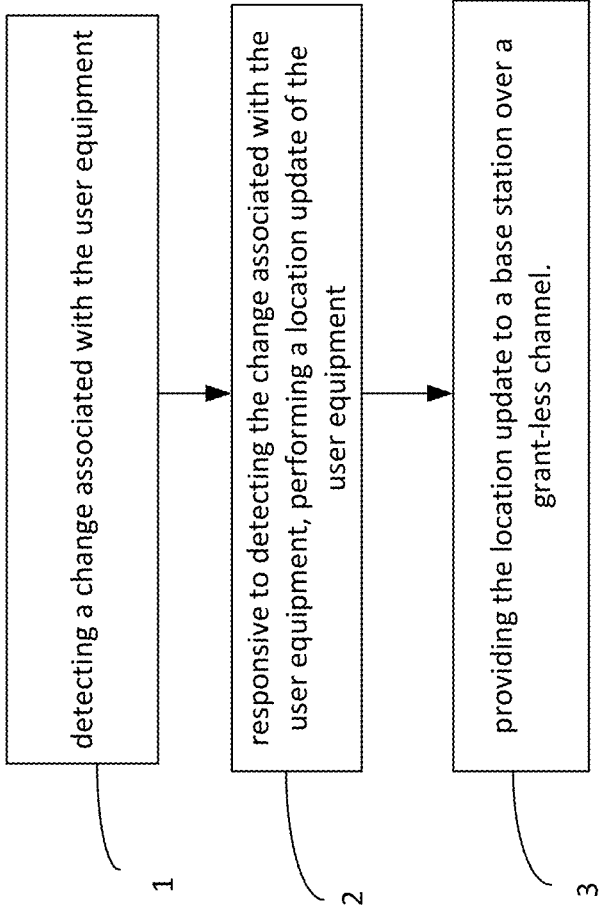 detecting a change associated with the user equipment
1
responsive to detecting the change associated with the
user equipment, performing a location update of the
user equipment
2
providing the location update to a base station over a
grant-less channel.
3